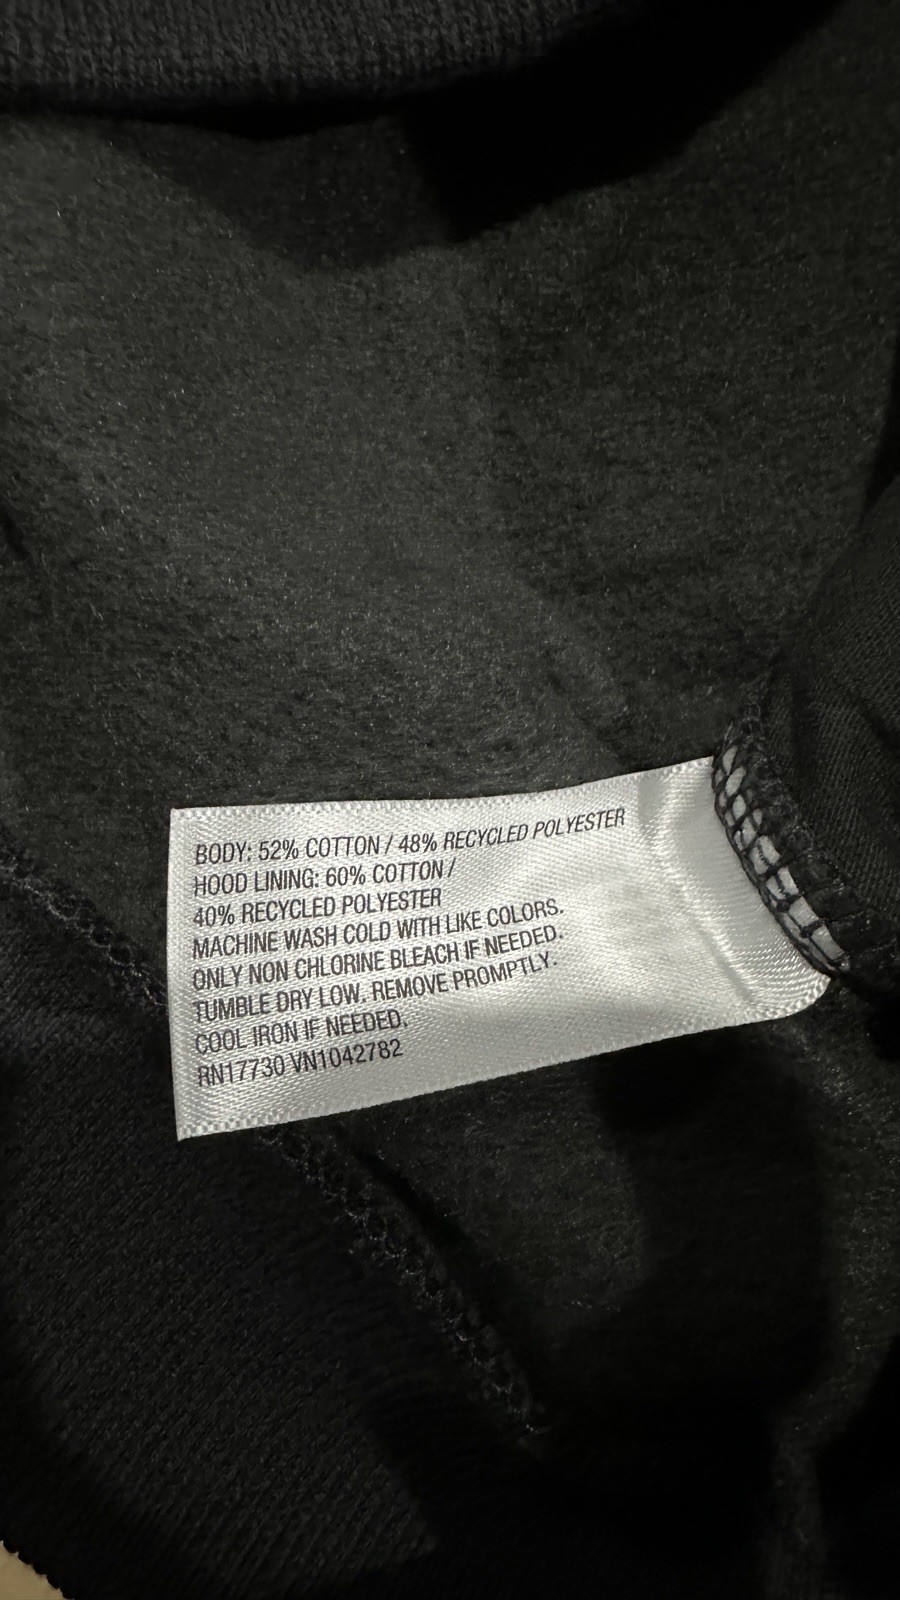 BODY: 52% COTTON / 48% RECYCLED POLYESTER
HOOD LINING: 60% COTTON /
40% RECYCLED POLYESTER
MACHINE WASH COLD WITH LIKE COLORS.
ONLY NON CHLORINE BLEACH IF NEEDED.
TUMBLE DRY LOW. REMOVE PROMPTLY.
COOL IRON IF NEEDED.
RN17730 VN1042782